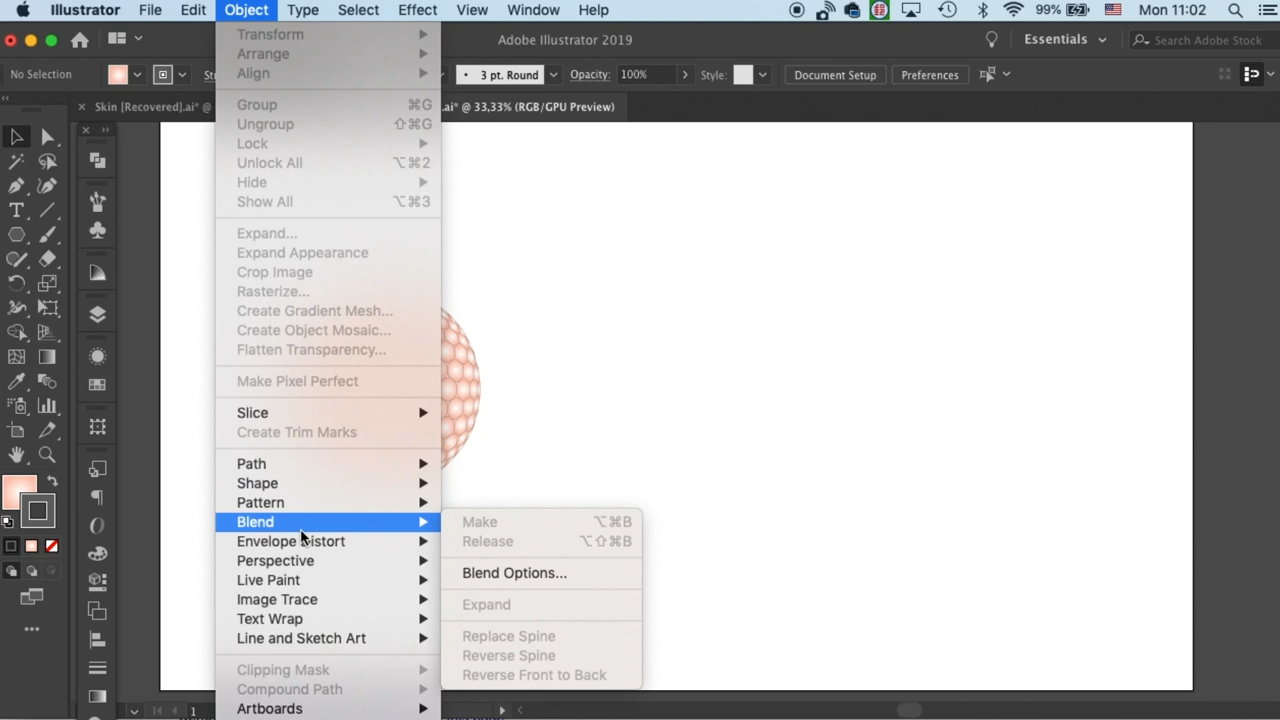 Illustrator File Edit Object Type Select Effect View Window Help 99% Mon 11:02
Adobe Illustrator 2019 Essentials Search Adobe Stock
No Selection 3 pt. Round Opacity: 100% Style: Document Setup Preferences
× Skin [Recovered].ai* @ .ai* @ 33,33% (RGB/GPU Preview)
Transform
Arrange
Align
Group ⌘G
Ungroup ⇧⌘G
Lock
Unlock All ⌥⌘2
Hide
Show All ⌥⌘3
Expand...
Expand Appearance
Crop Image
Rasterize...
Create Gradient Mesh...
Create Object Mosaic...
Flatten Transparency...
Make Pixel Perfect
Slice
Create Trim Marks
Path
Shape
Pattern
Blend
Envelope Distort
Perspective
Live Paint
Image Trace
Text Wrap
Line and Sketch Art
Clipping Mask
Compound Path
Artboards
Make ⌥⌘B
Release ⌥⇧⌘B
Blend Options...
Expand
Replace Spine
Reverse Spine
Reverse Front to Back
1